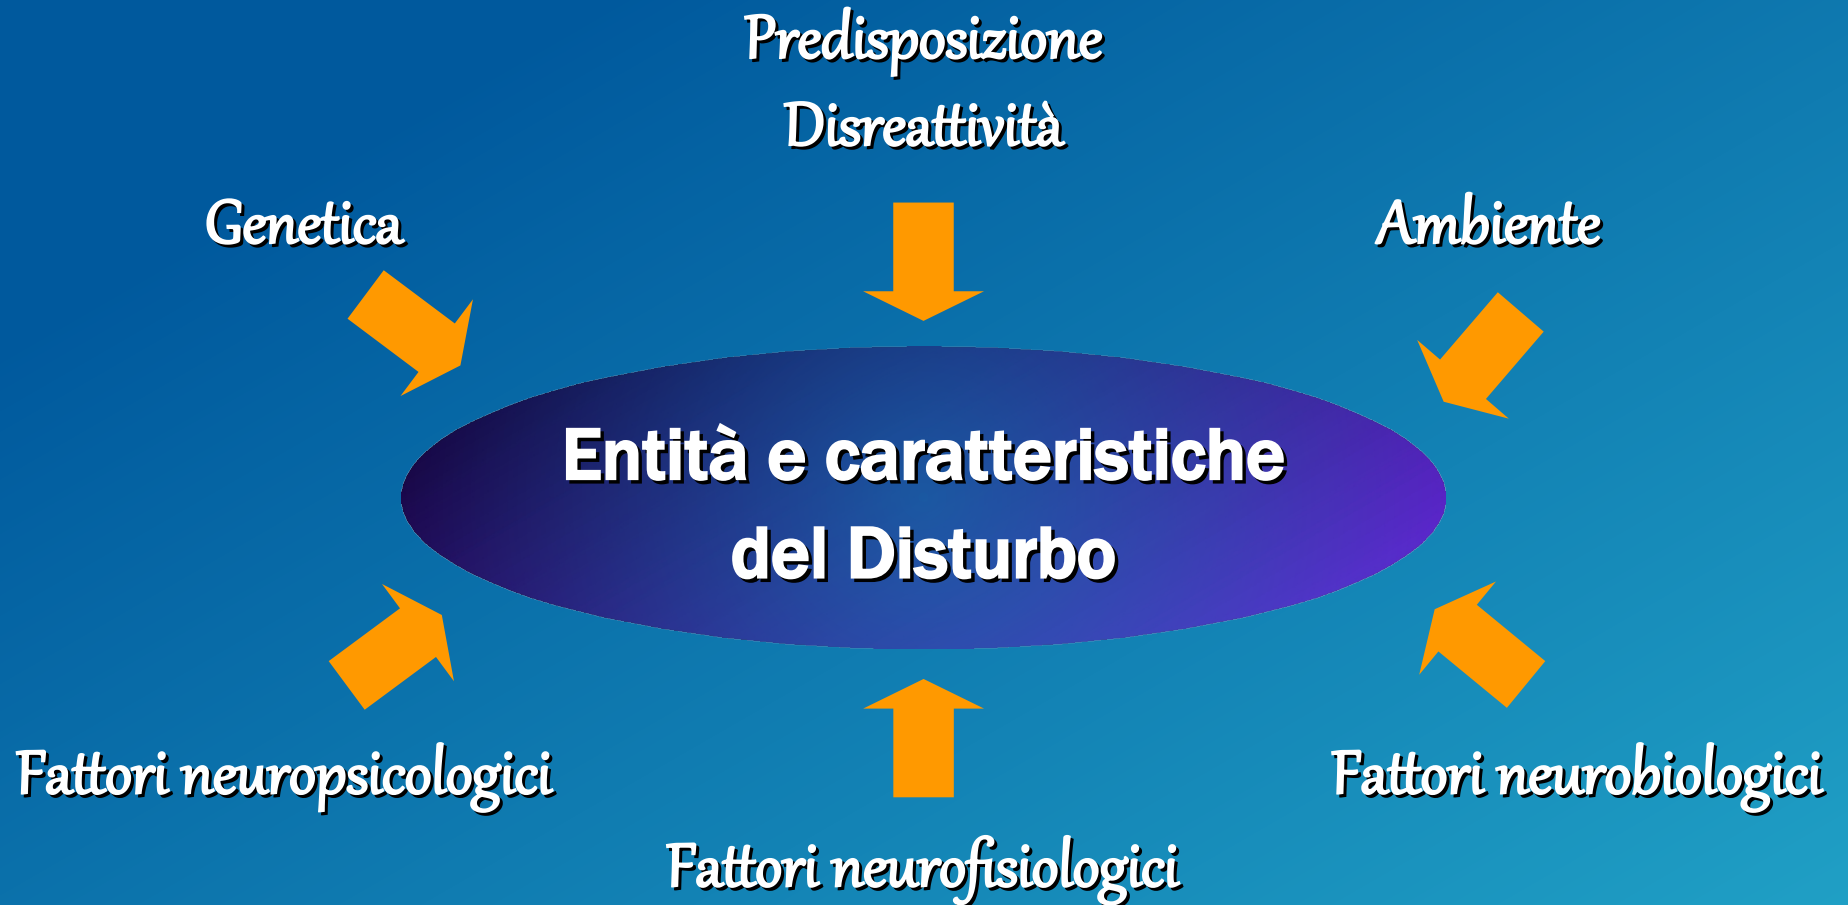 Predisposizione
Disreattività
Genetica
Ambiente
Entità e caratteristiche
del Disturbo
Fattori neuropsicologici
Fattori neurobiologici
Fattori neurofisiologici